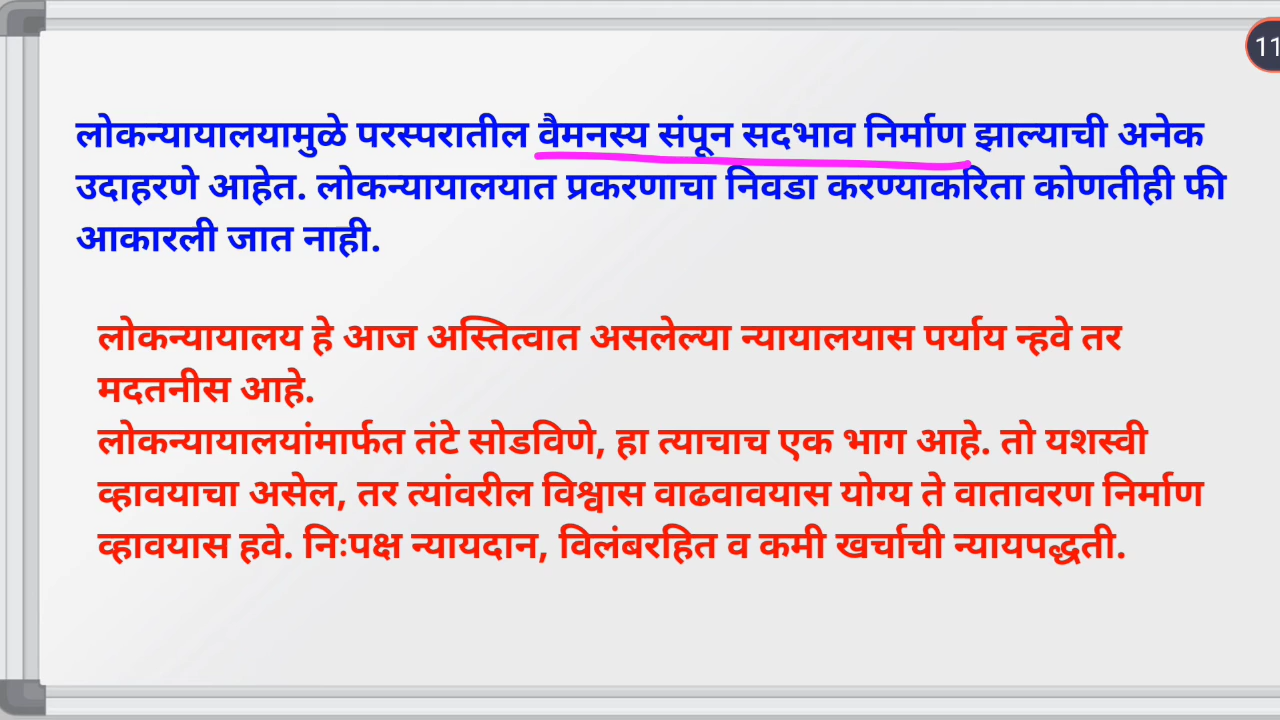 11
लोकन्यायालयामुळे परस्परातील वैमनस्य संपून सदभाव निर्माण झाल्याची अनेक
उदाहरणे आहेत. लोकन्यायालयात प्रकरणाचा निवडा करण्याकरिता कोणतीही फी
आकारली जात नाही.
लोकन्यायालय हे आज अस्तित्वात असलेल्या न्यायालयास पर्याय न्हवे तर
मदतनीस आहे.
लोकन्यायालयांमार्फत तंटे सोडविणे, हा त्याचाच एक भाग आहे. तो यशस्वी
व्हावयाचा असेल, तर त्यांवरील विश्वास वाढवावयास योग्य ते वातावरण निर्माण
व्हावयास हवे. निःपक्ष न्यायदान, विलंबरहित व कमी खर्चाची न्यायपद्धती.